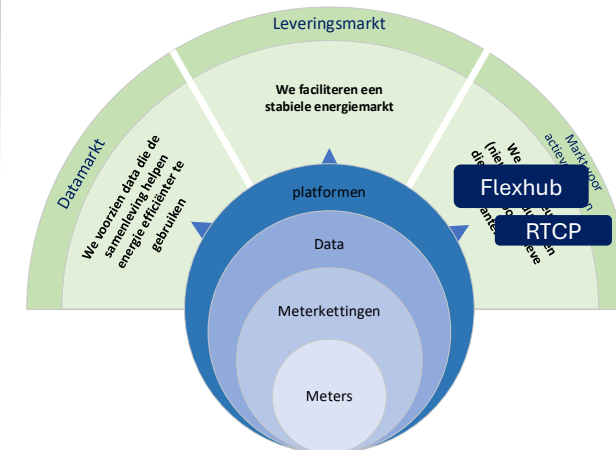 Leveringsmarkt
We faciliteren een
stabiele energiemarkt
Datamarkt
We voorzien data die de
samenleving helpen
energie efficiënter te
gebruiken
Markt voor
We
Flexhub
RTCP
platformen
Data
Meterkettingen
Meters